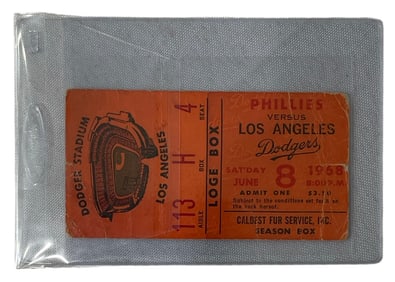 DODGER STADIUM
LOS ANGELES
113 H 4
AISLE BOX SEAT
LOGE BOX
PHILLIES
VERSUS
LOS ANGELES
Dodgers
SAT'DAY 1968
JUNE 8 8:00 P.M.
ADMIT ONE
Subject to the conditions set forth on
the back hereof.
FUR SERVICE, INC.
SEASON BOX